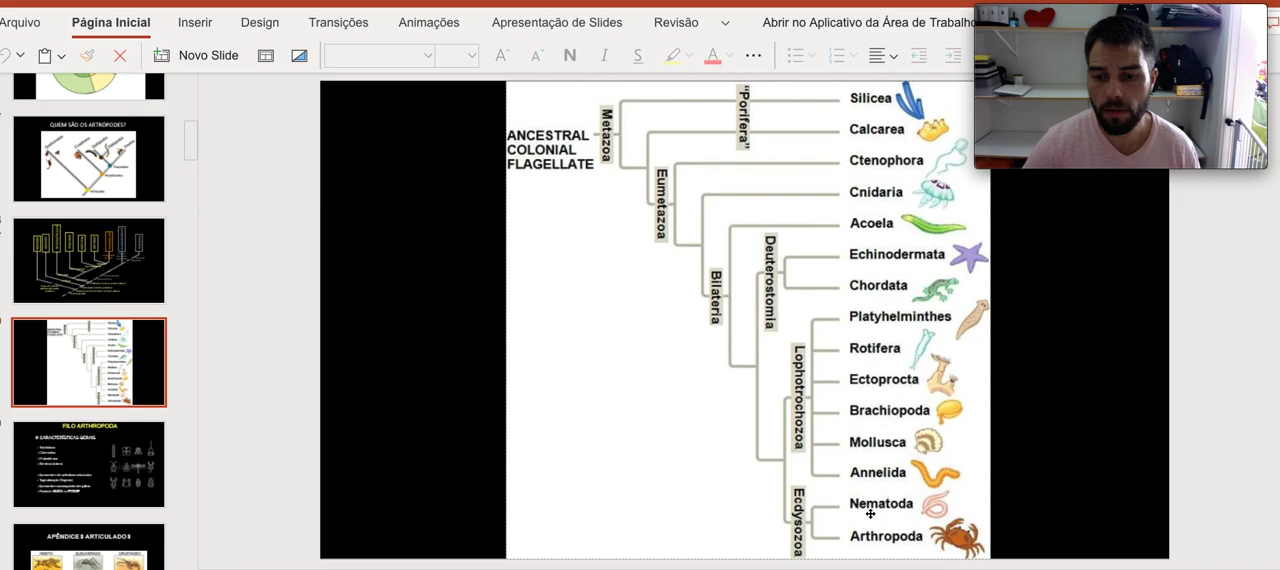 Arquivo
Página Inicial
Inserir
Design
Transições
Animações
Apresentação de Slides
Revisão
Abrir no Aplicativo da Área de Trabalho
Novo Slide
N
I
S
A
QUEM SÃO OS ARTRÓPODES?
FILO ARTHROPODA
CARACTERÍSTICAS GERAIS
APÊNDICES ARTICULADOS
ANCESTRAL
COLONIAL
FLAGELLATE
Metazoa
"Porifera"
Eumetazoa
Bilateria
Deuterostomia
Lophotrochozoa
Ecdysozoa
Silicea
Calcarea
Ctenophora
Cnidaria
Acoela
Echinodermata
Chordata
Platyhelminthes
Rotifera
Ectoprocta
Brachiopoda
Mollusca
Annelida
Nematoda
Arthropoda